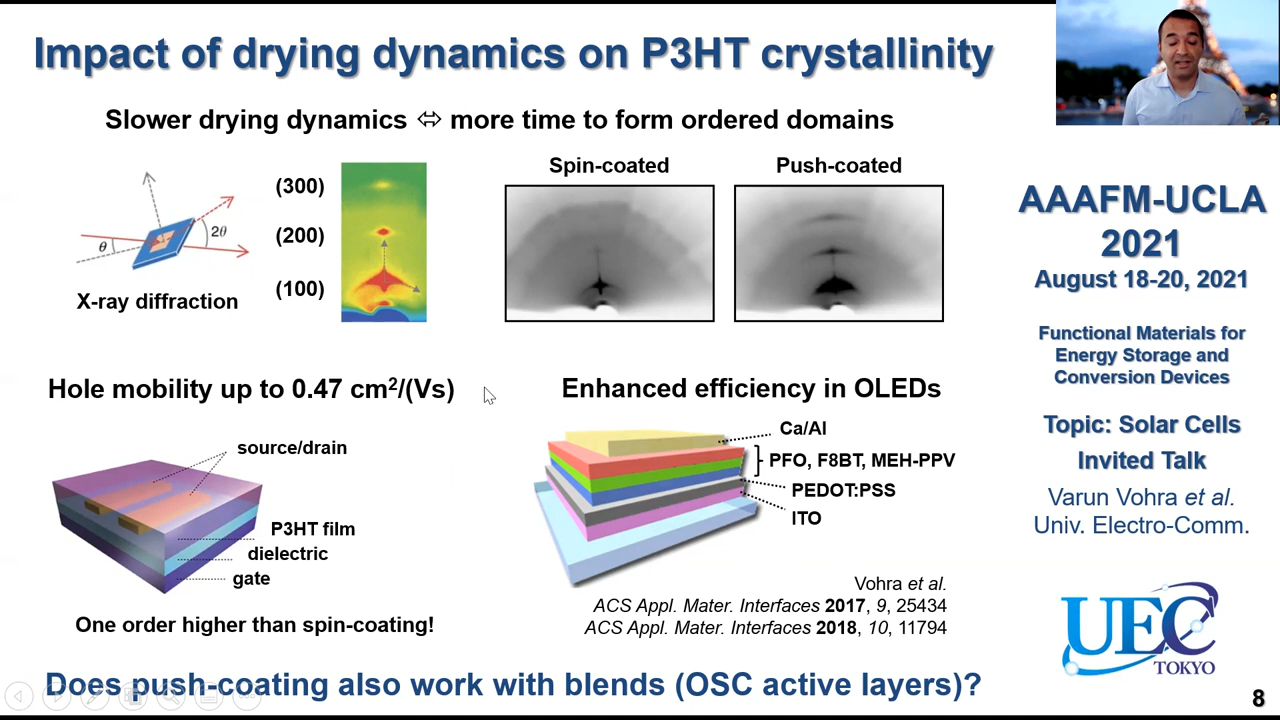 Impact of drying dynamics on P3HT crystallinity
Slower drying dynamics ⇔ more time to form ordered domains
θ
2θ
X-ray diffraction
(300)
(200)
(100)
Spin-coated
Push-coated
Hole mobility up to 0.47 cm²/(Vs)
source/drain
P3HT film
dielectric
gate
One order higher than spin-coating!
Enhanced efficiency in OLEDs
Ca/Al
PFO, F8BT, MEH-PPV
PEDOT:PSS
ITO
Vohra et al.
ACS Appl. Mater. Interfaces 2017, 9, 25434
ACS Appl. Mater. Interfaces 2018, 10, 11794
Does push-coating also work with blends (OSC active layers)?
AAAFM-UCLA
2021
August 18-20, 2021
Functional Materials for
Energy Storage and
Conversion Devices
Topic: Solar Cells
Invited Talk
Varun Vohra et al.
Univ. Electro-Comm.
UEC
TOKYO
8